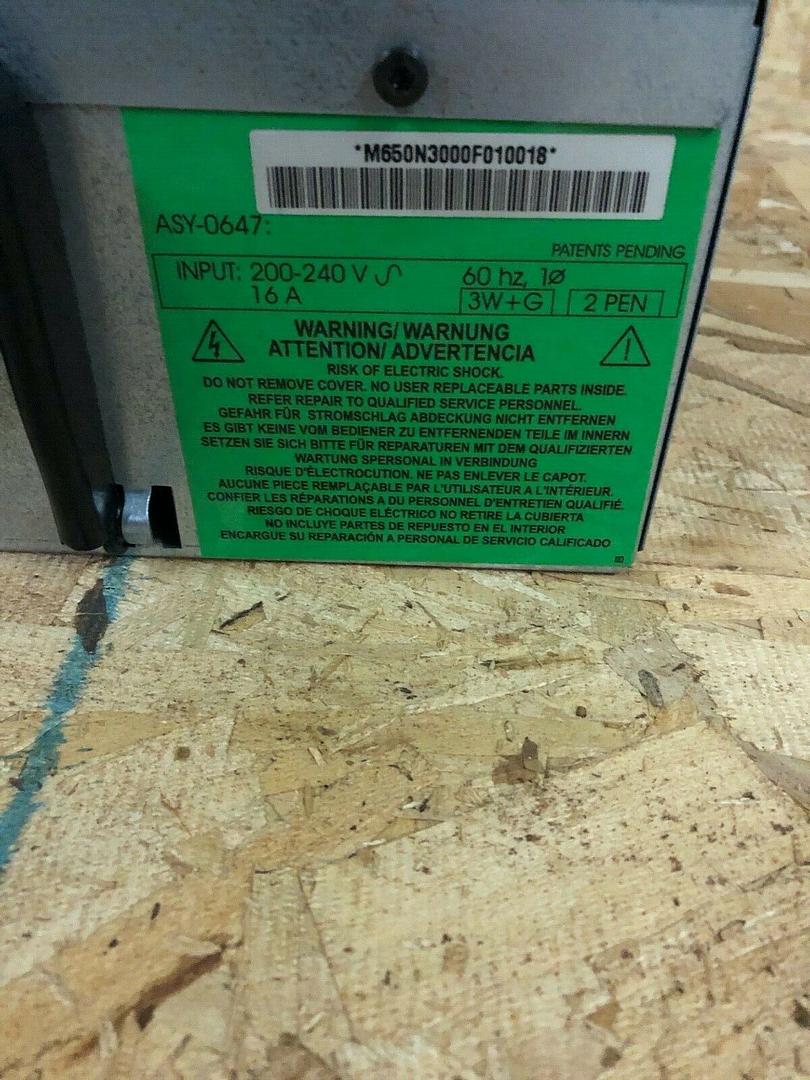 *M650N3000F010018*
ASY-0647:
PATENTS PENDING
INPUT: 200-240 V 60 hz, 1Ø
16 A 3W+G 2 PEN
WARNING/ WARNUNG
ATTENTION/ ADVERTENCIA
RISK OF ELECTRIC SHOCK.
DO NOT REMOVE COVER. NO USER REPLACEABLE PARTS INSIDE.
REFER REPAIR TO QUALIFIED SERVICE PERSONNEL.
GEFAHR FÜR STROMSCHLAG ABDECKUNG NICHT ENTFERNEN
ES GIBT KEINE VOM BEDIENER ZU ENTFERNENDEN TEILE IM INNERN
SETZEN SIE SICH BITTE FÜR REPARATUREN MIT DEM QUALIFIZIERTEN
WARTUNG SPERSONAL IN VERBINDUNG
RISQUE D'ÉLECTROCUTION. NE PAS ENLEVER LE CAPOT.
AUCUNE PIECE REMPLAÇABLE PAR L'UTILISATEUR A L'INTÉRIEUR.
CONFIER LES RÉPARATIONS A DU PERSONNEL D'ENTRETIEN QUALIFIÉ.
RIESGO DE CHOQUE ELÉCTRICO NO RETIRE LA CUBIERTA
NO INCLUYE PARTES DE REPUESTO EN EL INTERIOR
ENCARGUE SU REPARACIÓN A PERSONAL DE SERVICIO CALIFICADO